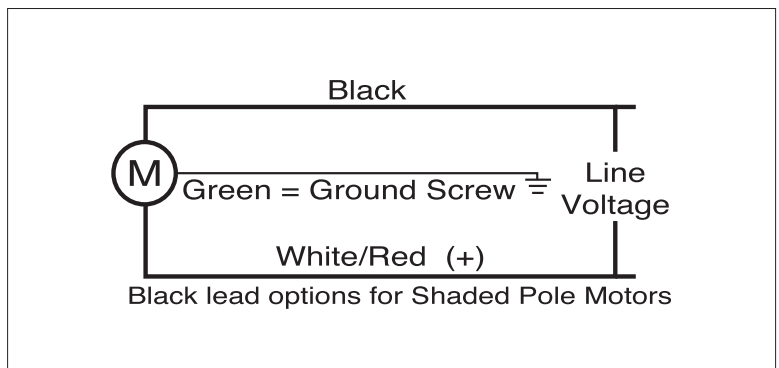 Black
M
Green = Ground Screw
Line
Voltage
White/Red (+)
Black lead options for Shaded Pole Motors